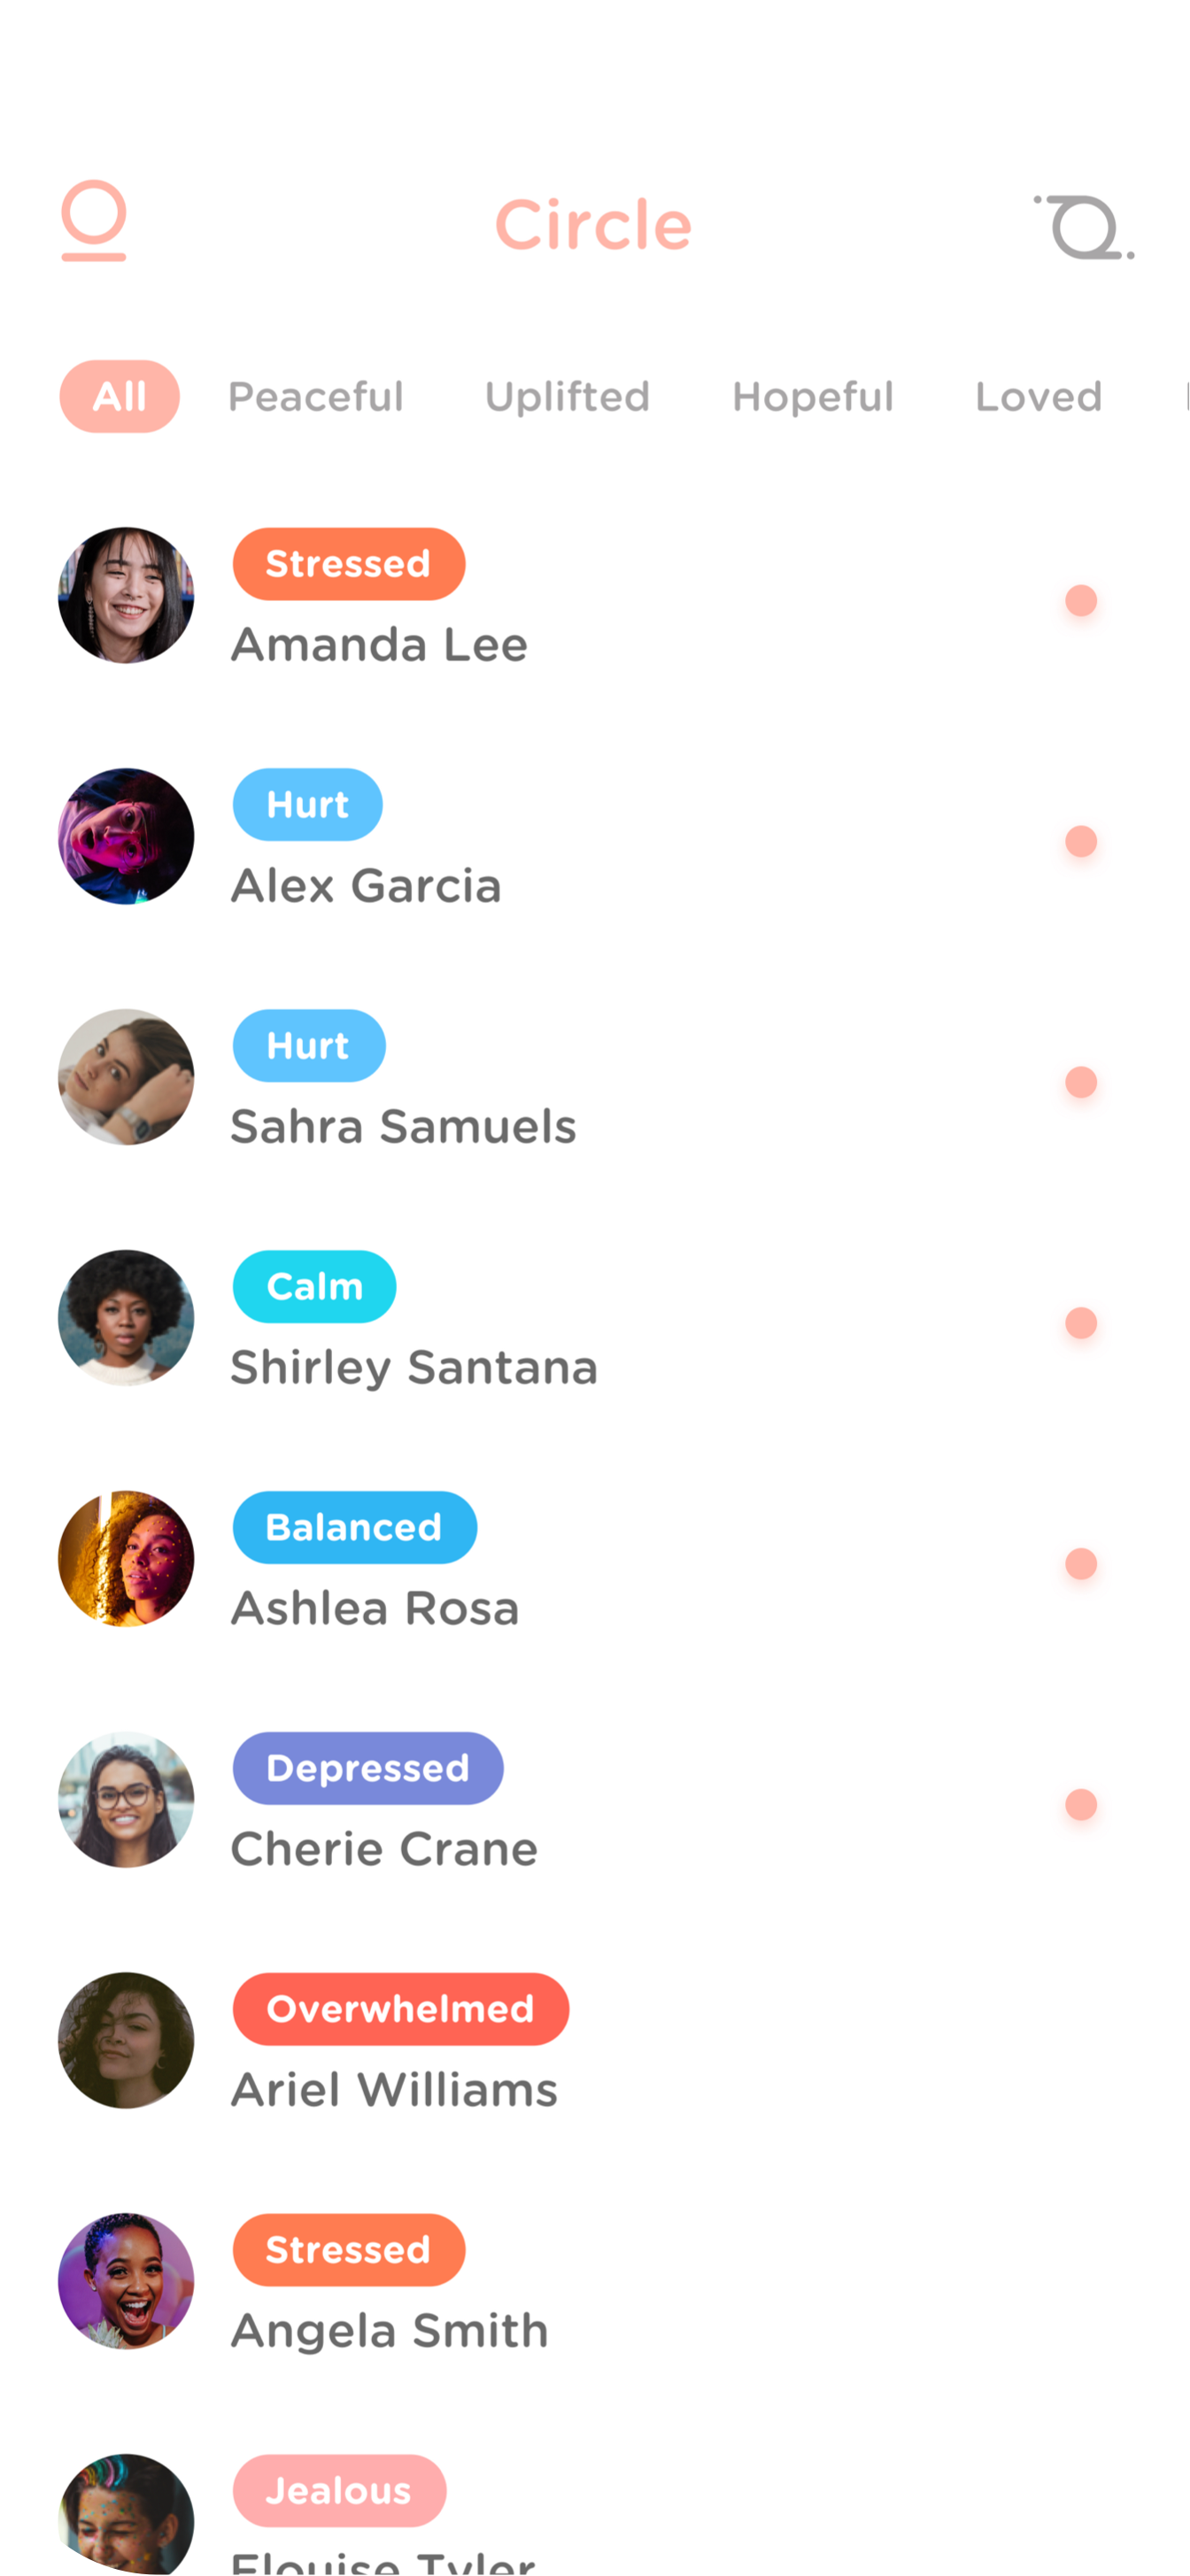 Circle
All Peaceful Uplifted Hopeful Loved
Stressed
Amanda Lee
Hurt
Alex Garcia
Hurt
Sahra Samuels
Calm
Shirley Santana
Balanced
Ashlea Rosa
Depressed
Cherie Crane
Overwhelmed
Ariel Williams
Stressed
Angela Smith
Jealous
Elouise Tyler